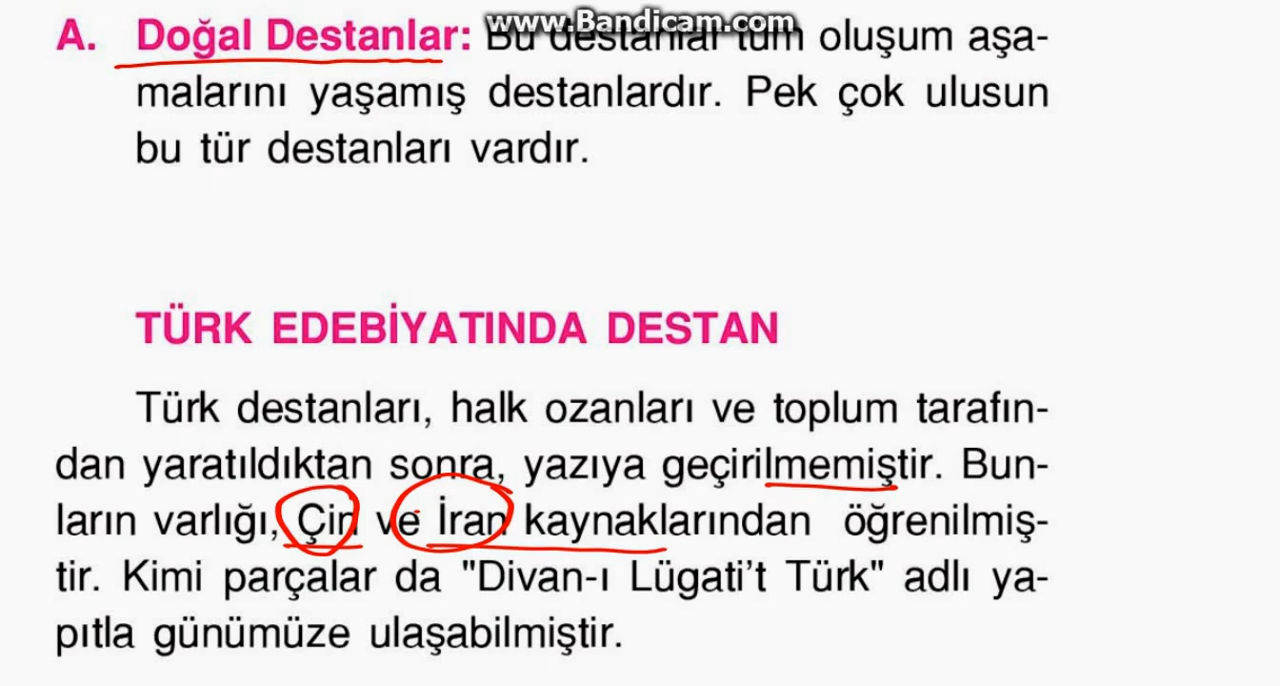 www.Bandicam.com
A. Doğal Destanlar: Bu destanlar tüm oluşum aşa-
malarını yaşamış destanlardır. Pek çok ulusun
bu tür destanları vardır.
TÜRK EDEBİYATINDA DESTAN
Türk destanları, halk ozanları ve toplum tarafın-
dan yaratıldıktan sonra, yazıya geçirilmemiştir. Bun-
ların varlığı, Çin ve İran kaynaklarından öğrenilmiş-
tir. Kimi parçalar da "Divan-ı Lügati't Türk" adlı ya-
pıtla günümüze ulaşabilmiştir.